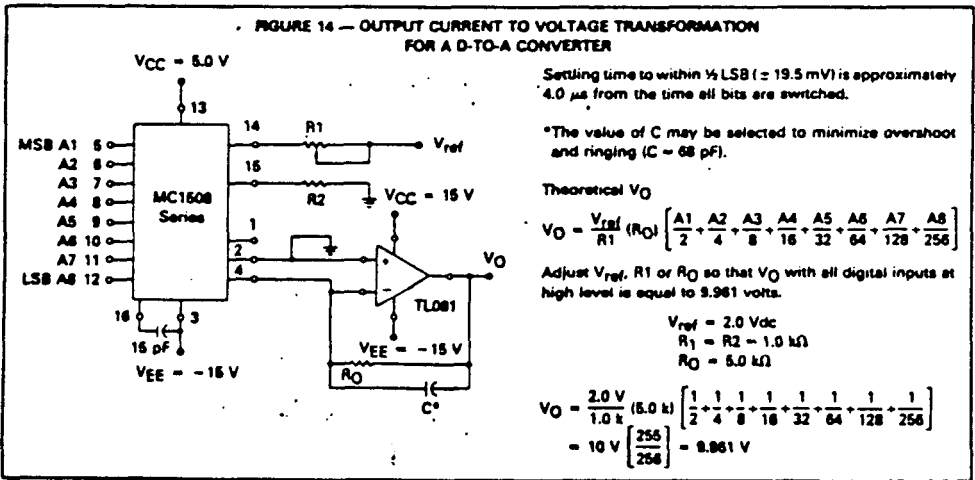 FIGURE 14 — OUTPUT CURRENT TO VOLTAGE TRANSFORMATION
FOR A D-TO-A CONVERTER
VCC = 5.0 V
13
MSB A1 5
A2 6
A3 7
A4 8
A5 9
A6 10
A7 11
LSB A8 12
MC1508
Series
14
R1
Vref
15
R2
VCC = 15 V
1
2
4
+
−
TL081
VO
VEE = −15 V
RO
C*
16
3
15 pF
VEE = −15 V
Settling time to within ½ LSB (± 19.5 mV) is approximately
4.0 μs from the time all bits are switched.
*The value of C may be selected to minimize overshoot
and ringing (C ~ 68 pF).
Theoretical VO
VO = Vref/R1 (RO) [A1/2 + A2/4 + A3/8 + A4/16 + A5/32 + A6/64 + A7/128 + A8/256]
Adjust Vref, R1 or RO so that VO with all digital inputs at
high level is equal to 9.961 volts.
Vref = 2.0 Vdc
R1 = R2 ~ 1.0 kΩ
RO = 5.0 kΩ
VO = 2.0 V/1.0 k (5.0 k) [1/2 + 1/4 + 1/8 + 1/16 + 1/32 + 1/64 + 1/128 + 1/256]
= 10 V [255/256] = 9.961 V